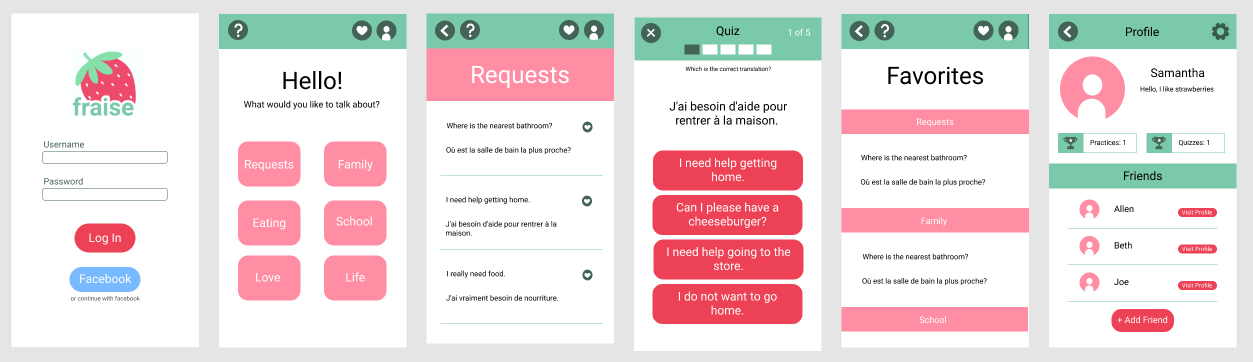 fraise
Username
Password
Log In
Facebook
or continue with facebook
?
Hello!
What would you like to talk about?
Requests
Family
Eating
School
Love
Life
?
Requests
Where is the nearest bathroom?
Où est la salle de bain la plus proche?
I need help getting home.
J'ai besoin d'aide pour rentrer à la
maison.
I really need food.
J'ai vraiment besoin de nourriture.
Quiz
1 of 5
Which is the correct translation?
J'ai besoin d'aide pour
rentrer à la maison.
I need help getting
home.
Can I please have a
cheeseburger?
I need help going to the
store.
I do not want to go
home.
?
Favorites
Requests
Where is the nearest bathroom?
Où est la salle de bain la plus proche?
Family
Where is the nearest bathroom?
Où est la salle de bain la plus proche?
School
Profile
Samantha
Hello, I like strawberries
Practices: 1
Quizzes: 1
Friends
Allen
Visit Profile
Beth
Visit Profile
Joe
Visit Profile
+ Add Friend